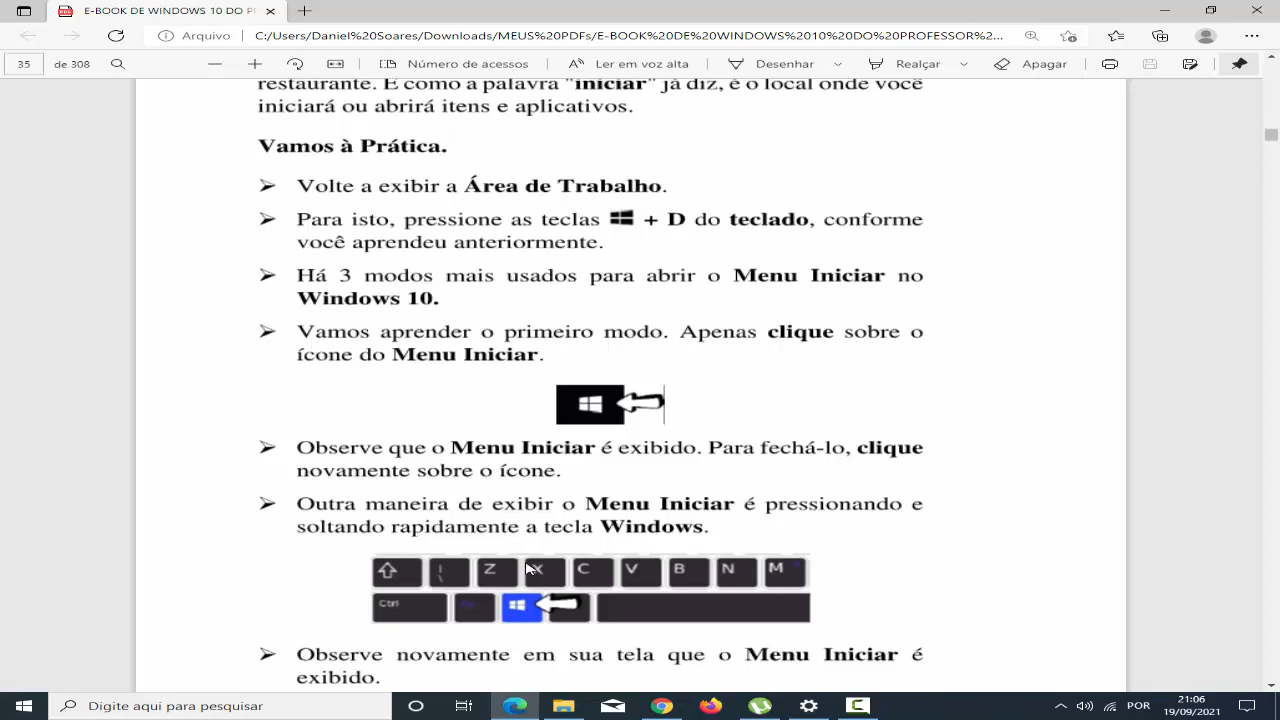 E-BOOK DE WINDOWS 10 DO PR
Arquivo
C:/Users/Daniel%20Soares/Downloads/MEUS%20PDFs/E-BOOK%20DE%20WINDOWS%2010%20DO%20PROFESSOR%2...
35 de 308
Número de acessos
Ler em voz alta
Desenhar
Realçar
Apagar
restaurante. E como a palavra "iniciar" já diz, é o local onde você
iniciará ou abrirá itens e aplicativos.
Vamos à Prática.
➢ Volte a exibir a Área de Trabalho.
➢ Para isto, pressione as teclas + D do teclado, conforme
você aprendeu anteriormente.
➢ Há 3 modos mais usados para abrir o Menu Iniciar no
Windows 10.
➢ Vamos aprender o primeiro modo. Apenas clique sobre o
ícone do Menu Iniciar.
➢ Observe que o Menu Iniciar é exibido. Para fechá-lo, clique
novamente sobre o ícone.
➢ Outra maneira de exibir o Menu Iniciar é pressionando e
soltando rapidamente a tecla Windows.
| \ Z X C V B N M
Ctrl
➢ Observe novamente em sua tela que o Menu Iniciar é
exibido.
Digite aqui para pesquisar
POR
21:06
19/09/2021